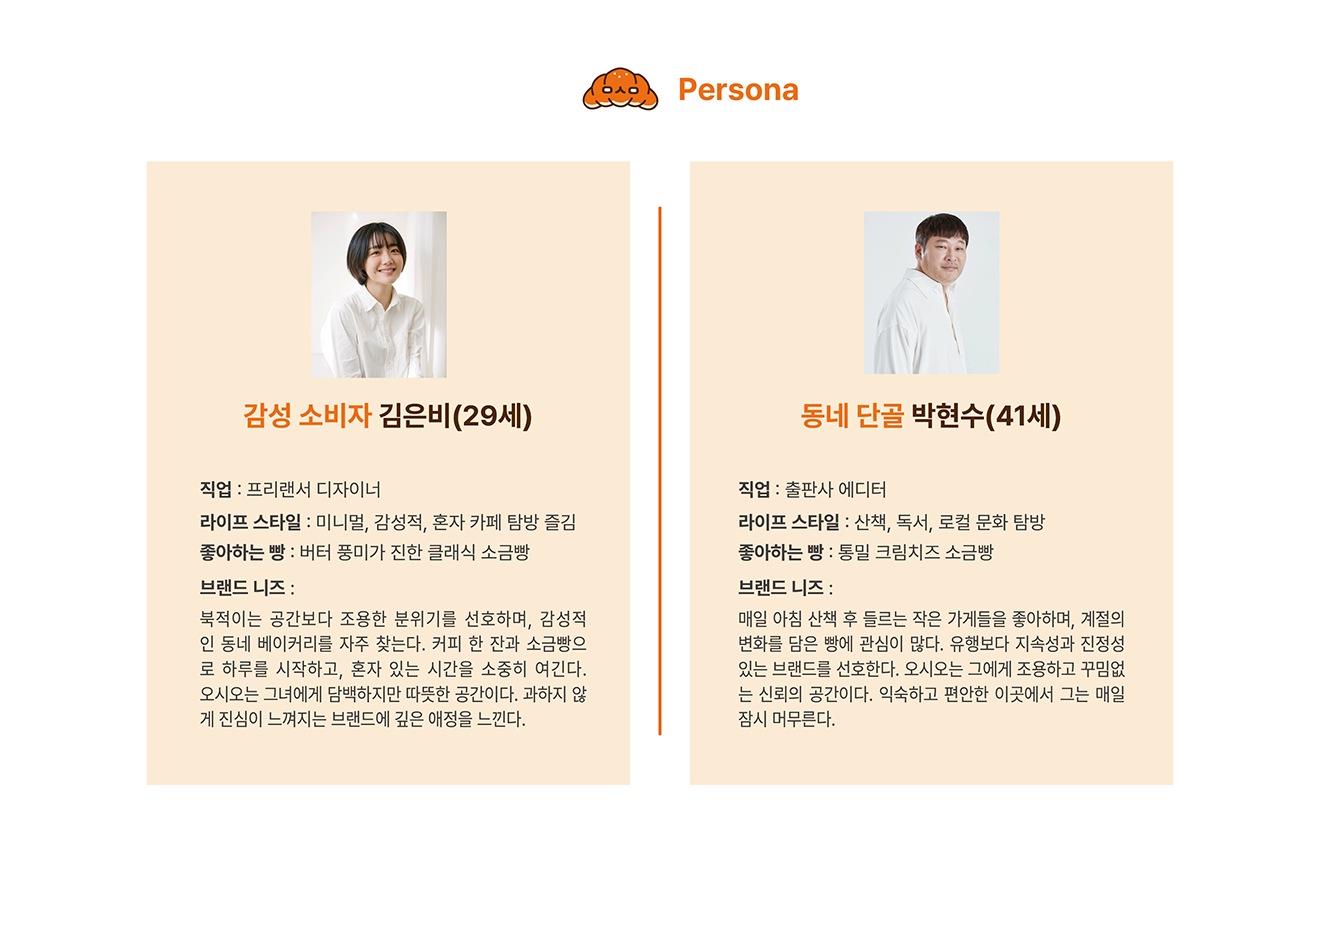 Persona
감성 소비자 김은비(29세)
직업 : 프리랜서 디자이너
라이프 스타일 : 미니멀, 감성적, 혼자 카페 탐방 즐김
좋아하는 빵 : 버터 풍미가 진한 클래식 소금빵
브랜드 니즈 :
북적이는 공간보다 조용한 분위기를 선호하며, 감성적
인 동네 베이커리를 자주 찾는다. 커피 한 잔과 소금빵으
로 하루를 시작하고, 혼자 있는 시간을 소중히 여긴다.
오시오는 그녀에게 담백하지만 따뜻한 공간이다. 과하지 않
게 진심이 느껴지는 브랜드에 깊은 애정을 느낀다.
동네 단골 박현수(41세)
직업 : 출판사 에디터
라이프 스타일 : 산책, 독서, 로컬 문화 탐방
좋아하는 빵 : 통밀 크림치즈 소금빵
브랜드 니즈 :
매일 아침 산책 후 들르는 작은 가게들을 좋아하며, 계절의
변화를 담은 빵에 관심이 많다. 유행보다 지속성과 진정성
있는 브랜드를 선호한다. 오시오는 그에게 조용하고 꾸밈없
는 신뢰의 공간이다. 익숙하고 편안한 이곳에서 그는 매일
잠시 머무른다.